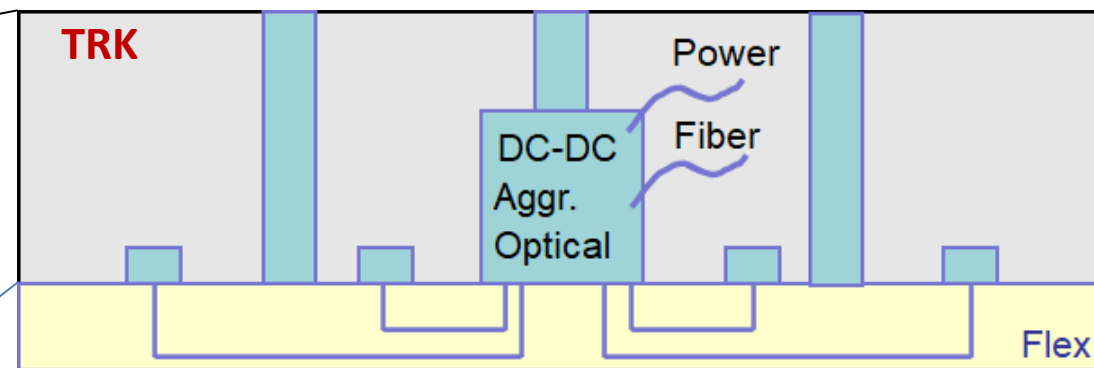 TRK
Power
Fiber
DC-DC
Aggr.
Optical
Flex